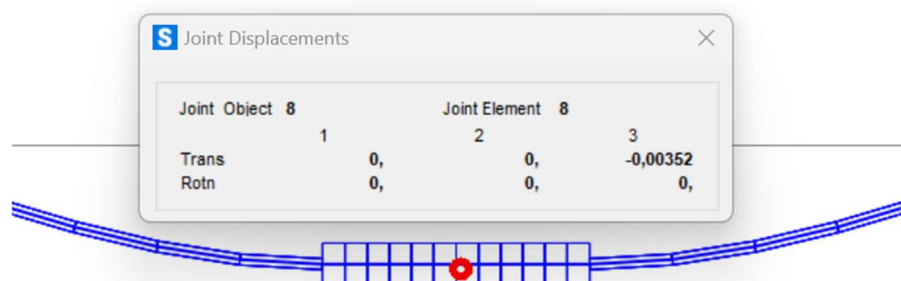 S Joint Displacements
Joint Object 8 Joint Element 8
1 2 3
Trans 0, 0, -0,00352
Rotn 0, 0, 0,